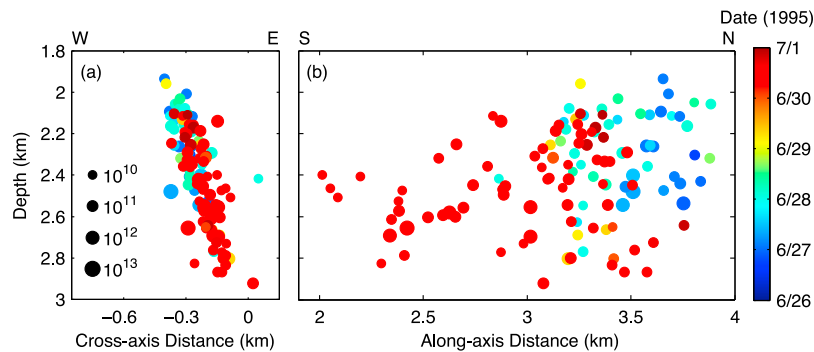 Date (1995)
W E S N
1.8 7/1
(a) (b)
2 6/30
2.2
10^10 6/29
2.4
Depth (km)
10^11
2.6 6/28
10^12
2.8 6/27
10^13
3 6/26
−0.6 −0.3 0 2 2.5 3 3.5 4
Cross-axis Distance (km) Along-axis Distance (km)